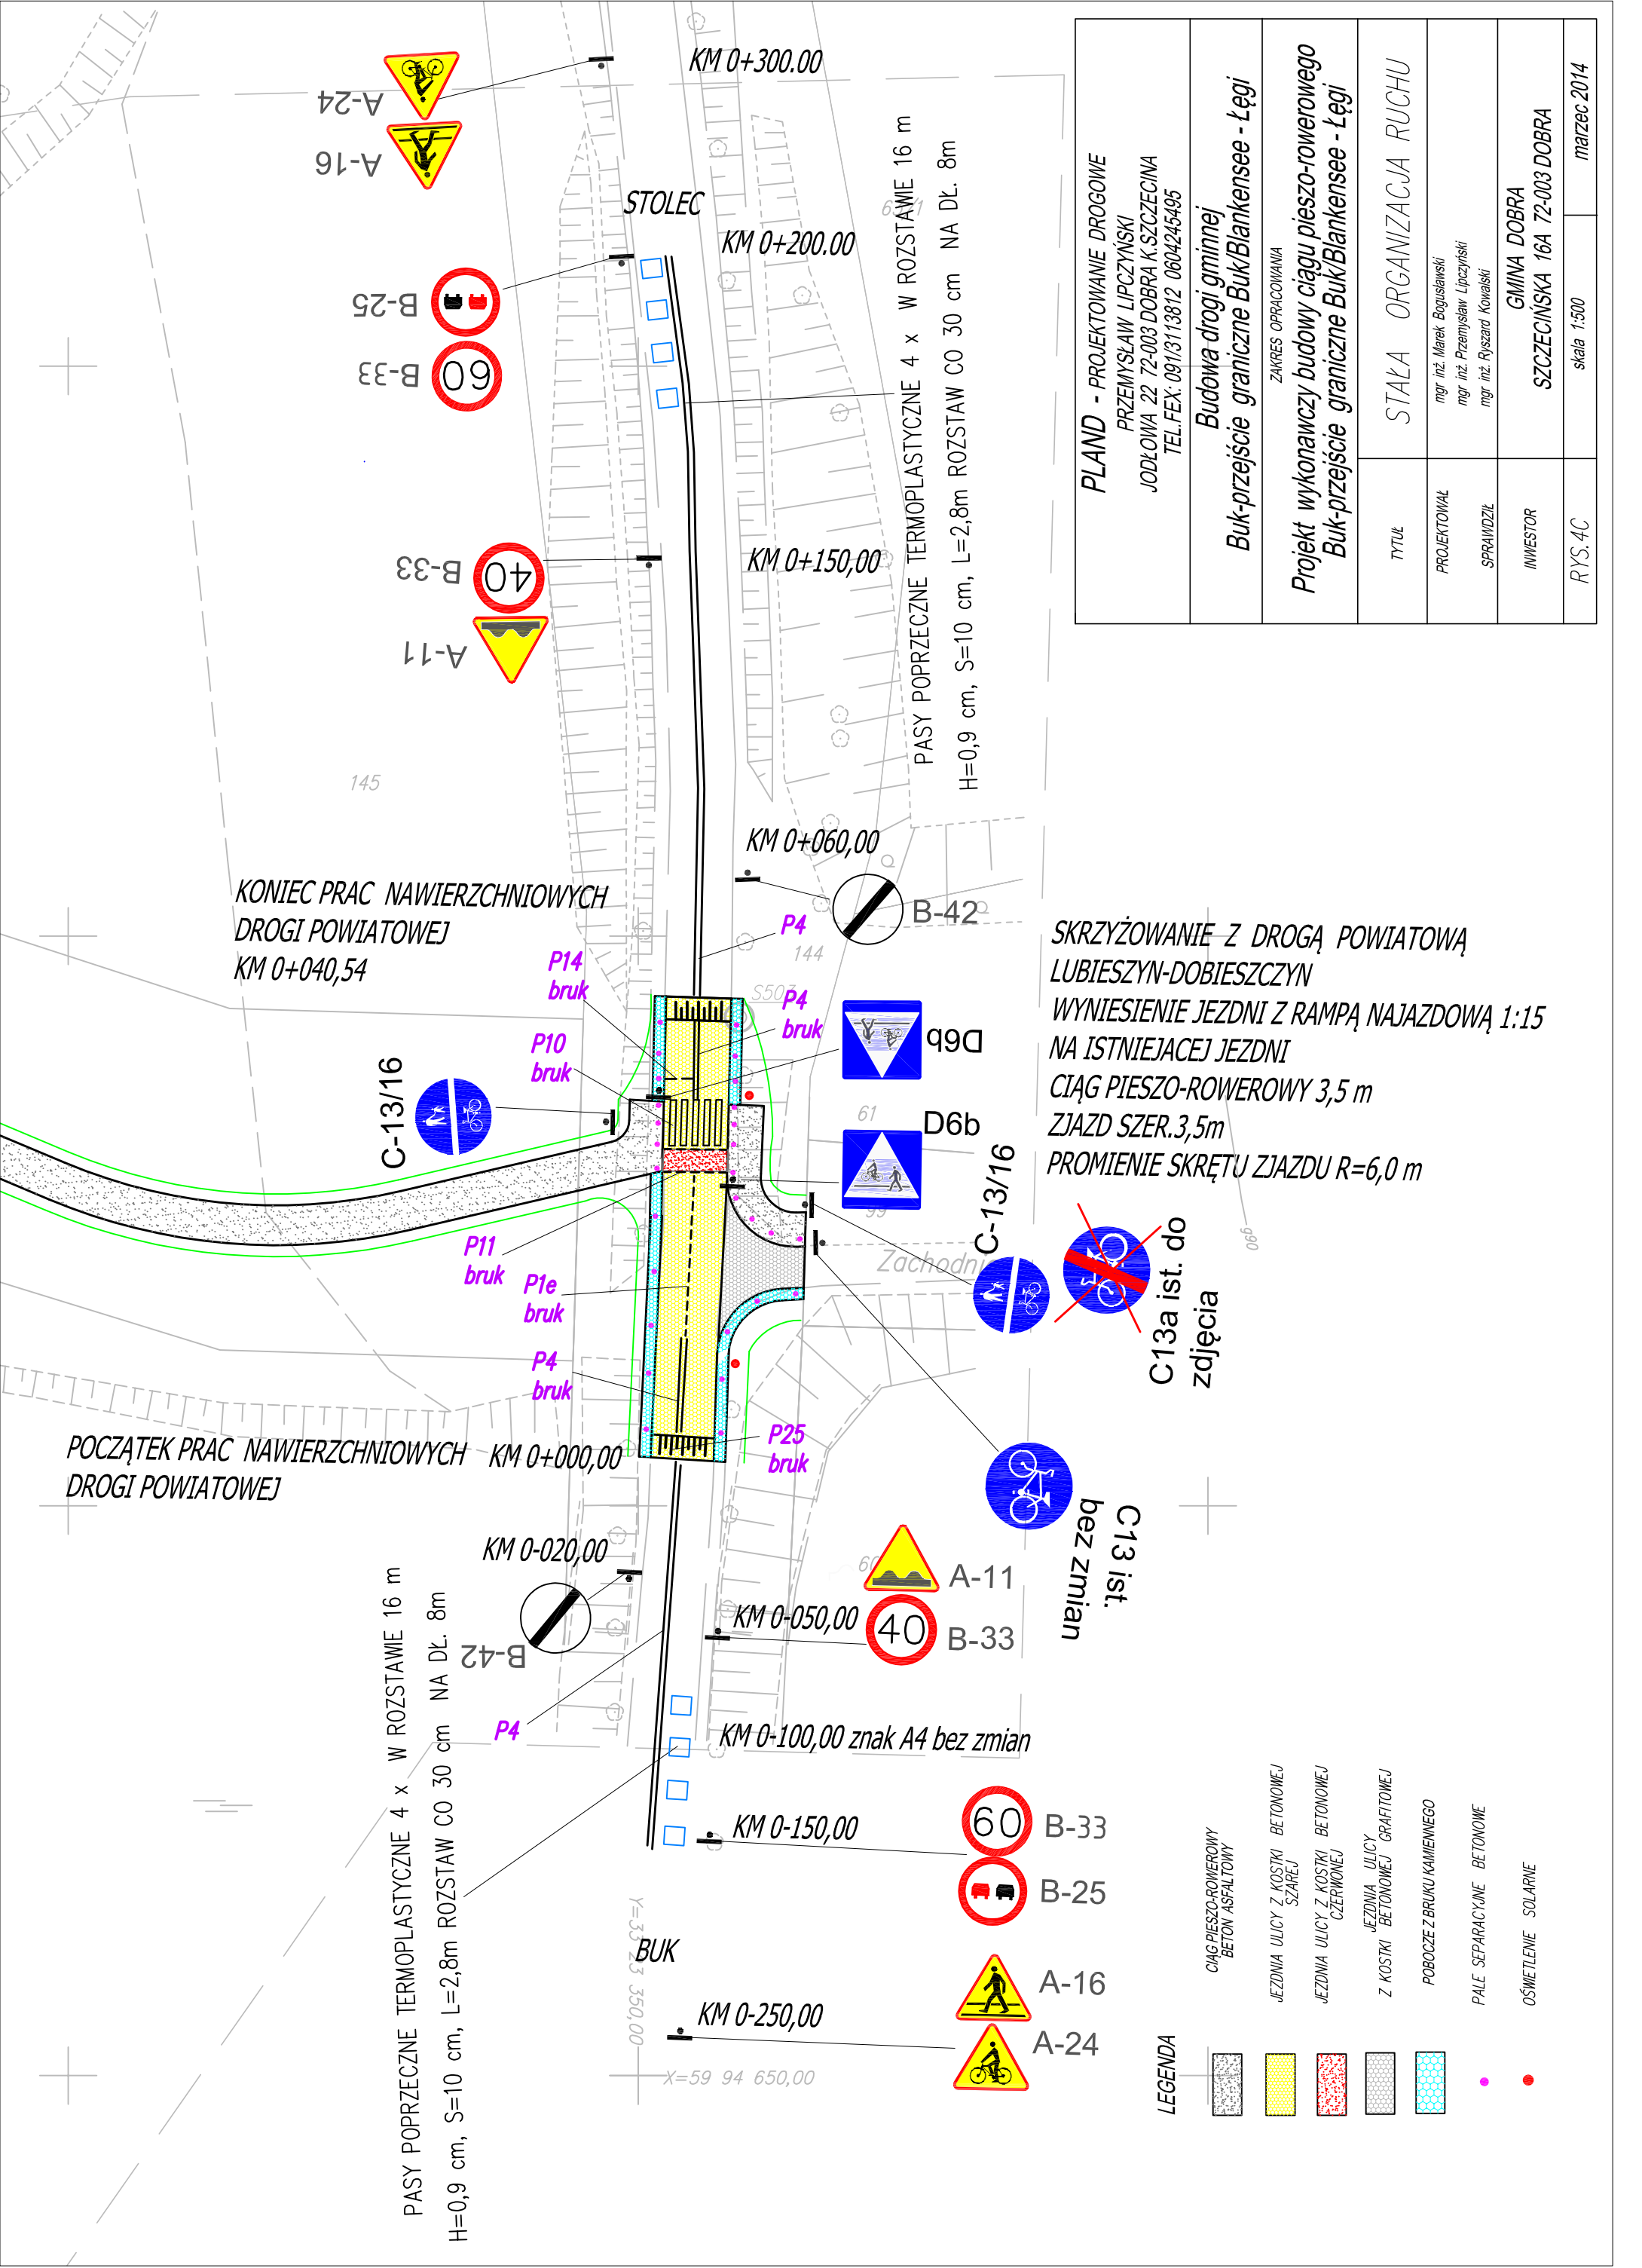 A-24
A-16
KM 0+300.00
STOLEC
KM 0+200.00
B-25
B-33
60
B-33
40
A-11
KM 0+150,00
PASY POPRZECZNE TERMOPLASTYCZNE 4 x W ROZSTAWIE 16 m
H=0,9 cm, S=10 cm, L=2,8m ROZSTAW CO 30 cm NA DŁ. 8m
PLAND - PROJEKTOWANIE DROGOWE
PRZEMYSŁAW LIPCZYŃSKI
JODŁOWA 22 72-003 DOBRA K.SZCZECINA
TEL.FEX: 091/3113812 0604245495
Budowa drogi gminnej
Buk-przejście graniczne Buk/Blankensee - Łęgi
ZAKRES OPRACOWANIA
Projekt wykonawczy budowy ciągu pieszo-rowerowego
Buk-przejście graniczne Buk/Blankensee - Łęgi
TYTUŁ
STAŁA ORGANIZACJA RUCHU
PROJEKTOWAŁ
mgr inż. Marek Bogusławski
mgr inż. Przemysław Lipczyński
SPRAWDZIŁ
mgr inż. Ryszard Kowalski
INWESTOR
GMINA DOBRA
SZCZECIŃSKA 16A 72-003 DOBRA
RYS.4C
skala 1:500
marzec 2014
145
KM 0+060,00
B-42
KONIEC PRAC NAWIERZCHNIOWYCH
DROGI POWIATOWEJ
KM 0+040,54
P4
144
P14
bruk
P4
bruk
P10
bruk
D6b
C-13/16
61
D6b
99
C-13/16
SKRZYŻOWANIE Z DROGĄ POWIATOWĄ
LUBIESZYN-DOBIESZCZYN
WYNIESIENIE JEZDNI Z RAMPĄ NAJAZDOWĄ 1:15
NA ISTNIEJACEJ JEZDNI
CIĄG PIESZO-ROWEROWY 3,5 m
ZJAZD SZER.3,5m
PROMIENIE SKRĘTU ZJAZDU R=6,0 m
P11
bruk
P1e
bruk
P4
bruk
P25
bruk
C13a ist. do
zdjęcia
POCZĄTEK PRAC NAWIERZCHNIOWYCH KM 0+000,00
DROGI POWIATOWEJ
C13 ist.
bez zmian
KM 0-020,00
B-42
A-11
KM 0-050,00
40
B-33
P4
PASY POPRZECZNE TERMOPLASTYCZNE 4 x W ROZSTAWIE 16 m
H=0,9 cm, S=10 cm, L=2,8m ROZSTAW CO 30 cm NA DŁ. 8m
KM 0-100,00 znak A4 bez zmian
KM 0-150,00
60
B-33
B-25
BUK
A-16
KM 0-250,00
A-24
X=59 94 650,00
LEGENDA
CIĄG PIESZO-ROWEROWY
BETON ASFALTOWY
JEZDNIA ULICY Z KOSTKI BETONOWEJ
SZAREJ
JEZDNIA ULICY Z KOSTKI BETONOWEJ
CZERWONEJ
JEZDNIA ULICY
Z KOSTKI BETONOWEJ GRAFITOWEJ
POBOCZE Z BRUKU KAMIENNEGO
PALE SEPARACYJNE BETONOWE
OŚWIETLENIE SOLARNE